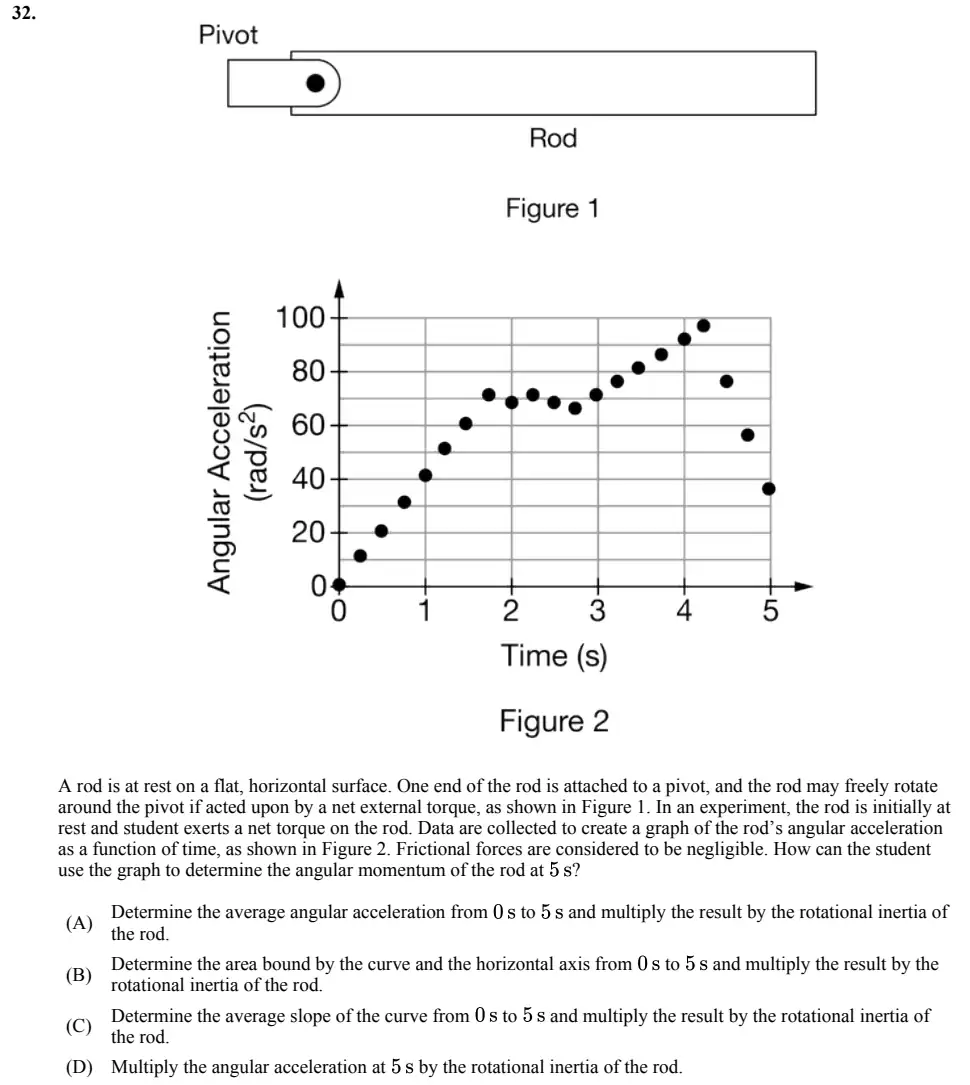 32.
Pivot
Rod
Figure 1
Angular Acceleration
(rad/s²)
100
80
60
40
20
0
0 1 2 3 4 5
Time (s)
Figure 2
A rod is at rest on a flat, horizontal surface. One end of the rod is attached to a pivot, and the rod may freely rotate
around the pivot if acted upon by a net external torque, as shown in Figure 1. In an experiment, the rod is initially at
rest and student exerts a net torque on the rod. Data are collected to create a graph of the rod’s angular acceleration
as a function of time, as shown in Figure 2. Frictional forces are considered to be negligible. How can the student
use the graph to determine the angular momentum of the rod at 5 s?
(A) Determine the average angular acceleration from 0 s to 5 s and multiply the result by the rotational inertia of
the rod.
(B) Determine the area bound by the curve and the horizontal axis from 0 s to 5 s and multiply the result by the
rotational inertia of the rod.
(C) Determine the average slope of the curve from 0 s to 5 s and multiply the result by the rotational inertia of
the rod.
(D) Multiply the angular acceleration at 5 s by the rotational inertia of the rod.